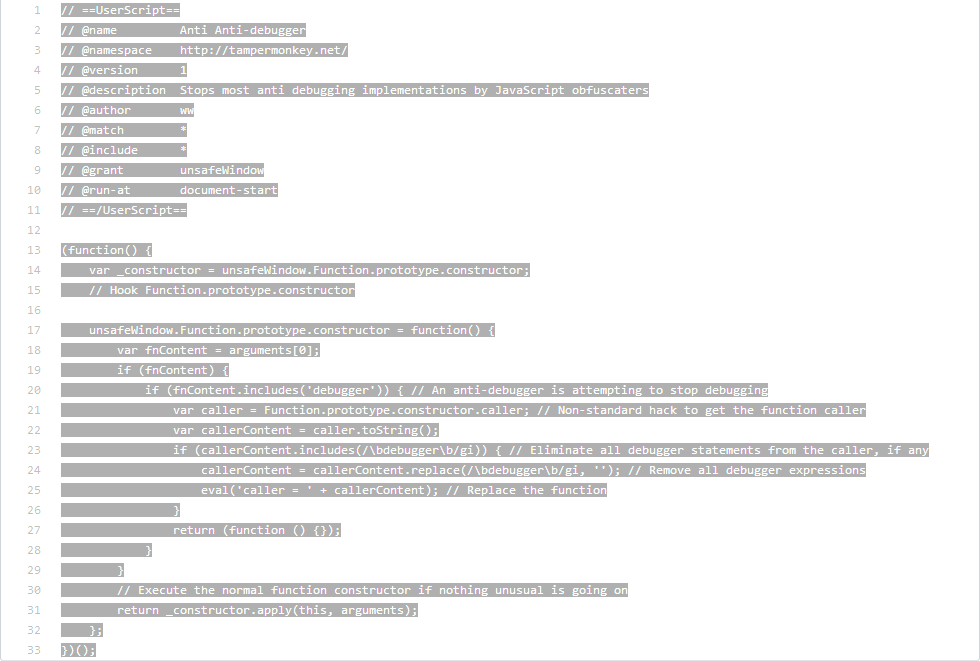 1 // ==UserScript==
2 // @name         Anti Anti-debugger
3 // @namespace    http://tampermonkey.net/
4 // @version      1
5 // @description  Stops most anti debugging implementations by JavaScript obfuscaters
6 // @author       ww
7 // @match        *
8 // @include      *
9 // @grant        unsafeWindow
10 // @run-at       document-start
11 // ==/UserScript==
12
13 (function() {
14     var _constructor = unsafeWindow.Function.prototype.constructor;
15     // Hook Function.prototype.constructor
16
17     unsafeWindow.Function.prototype.constructor = function() {
18         var fnContent = arguments[0];
19         if (fnContent) {
20             if (fnContent.includes('debugger')) { // An anti-debugger is attempting to stop debugging
21                 var caller = Function.prototype.constructor.caller; // Non-standard hack to get the function caller
22                 var callerContent = caller.toString();
23                 if (callerContent.includes(/\bdebugger\b/gi)) { // Eliminate all debugger statements from the caller, if any
24                     callerContent = callerContent.replace(/\bdebugger\b/gi, ''); // Remove all debugger expressions
25                     eval('caller = ' + callerContent); // Replace the function
26                 }
27                 return (function () {});
28             }
29         }
30         // Execute the normal function constructor if nothing unusual is going on
31         return _constructor.apply(this, arguments);
32     };
33 })();